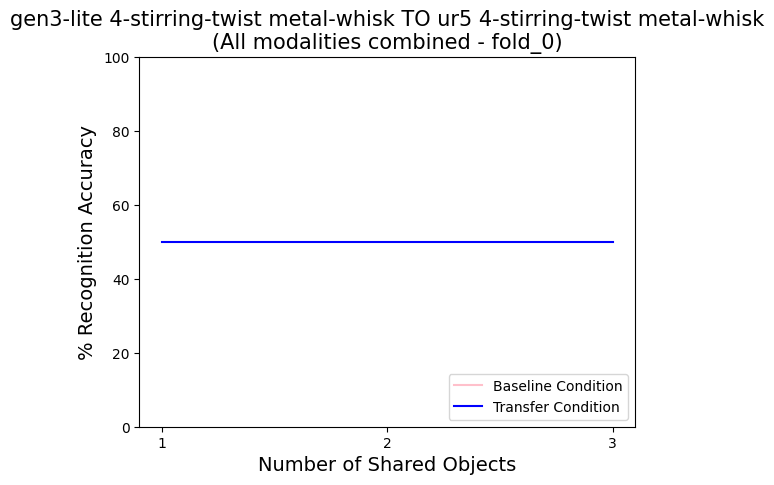 gen3-lite 4-stirring-twist metal-whisk TO ur5 4-stirring-twist metal-whisk
(All modalities combined - fold_0)
100
80
60
40
20
0
% Recognition Accuracy
Baseline Condition
Transfer Condition
1 2 3
Number of Shared Objects